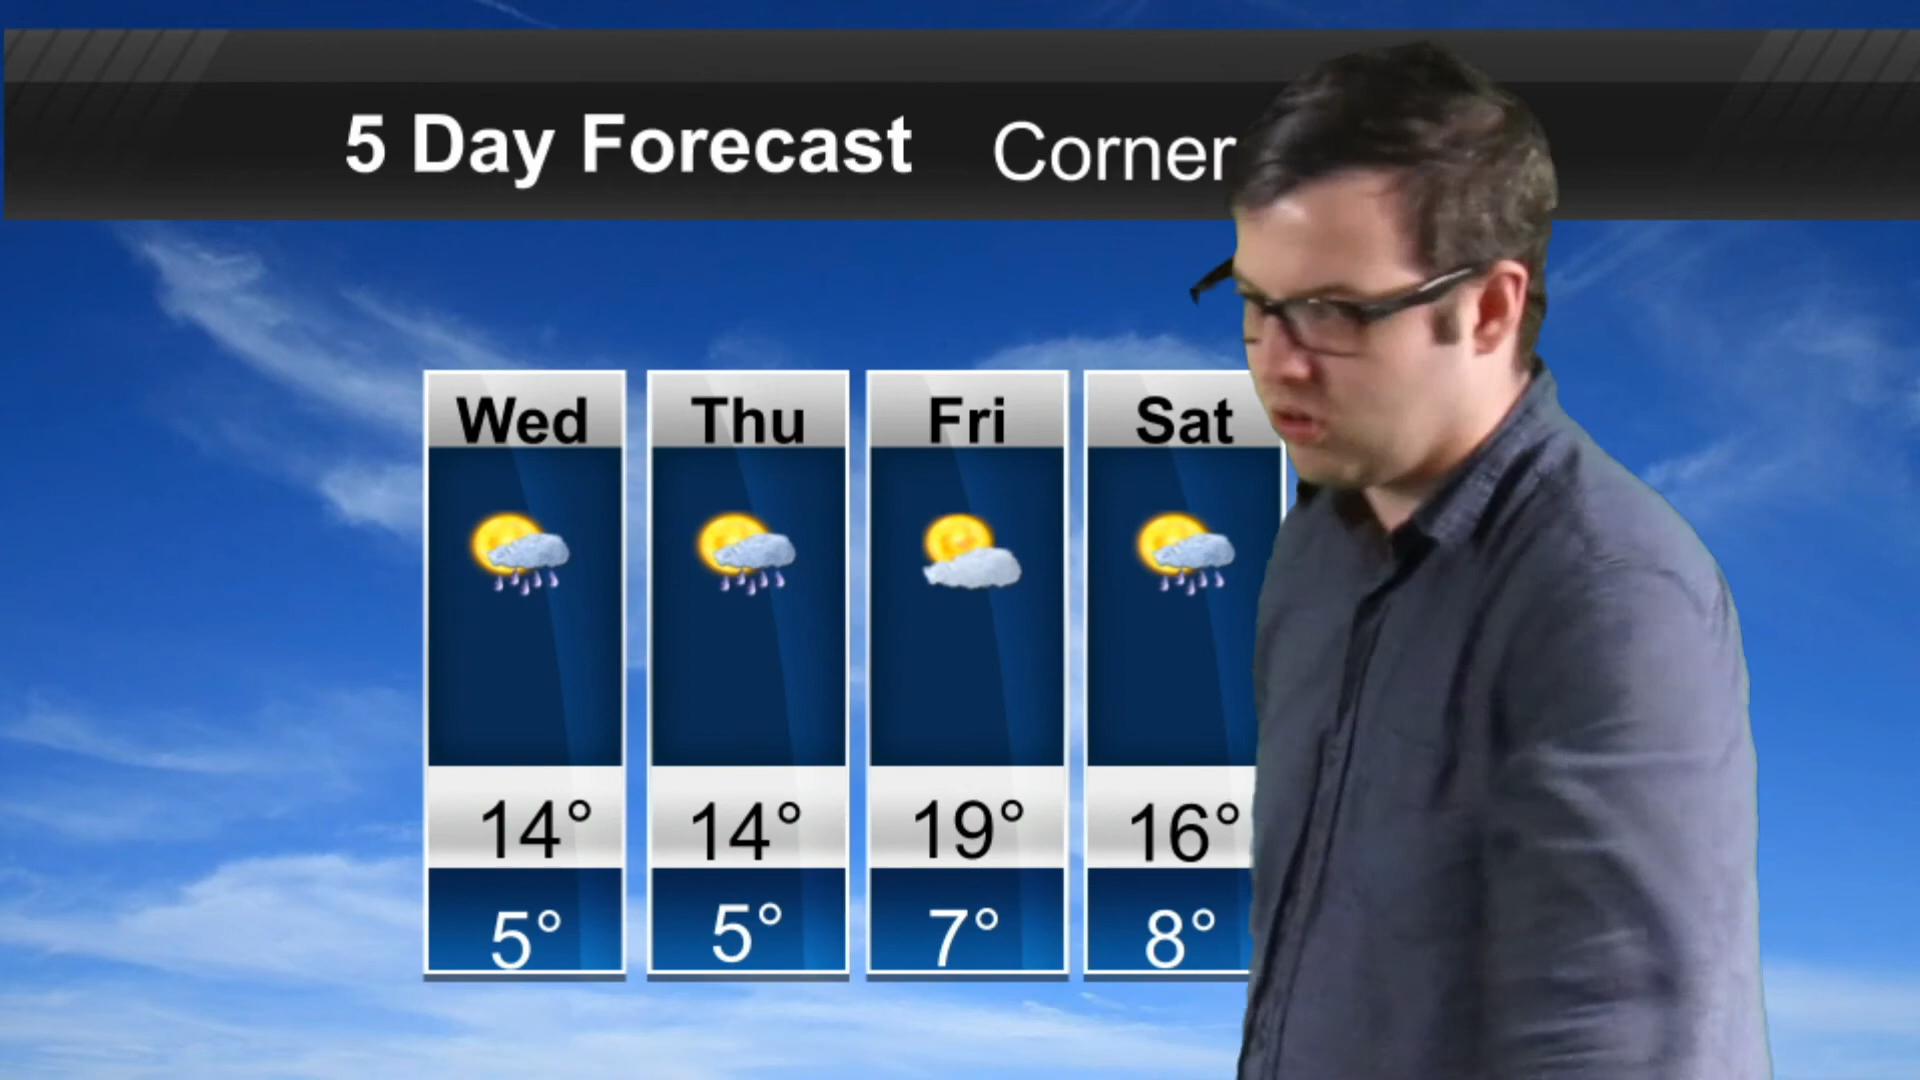 5 Day Forecast Corner
Wed Thu Fri Sat
14° 14° 19° 16°
5° 5° 7° 8°